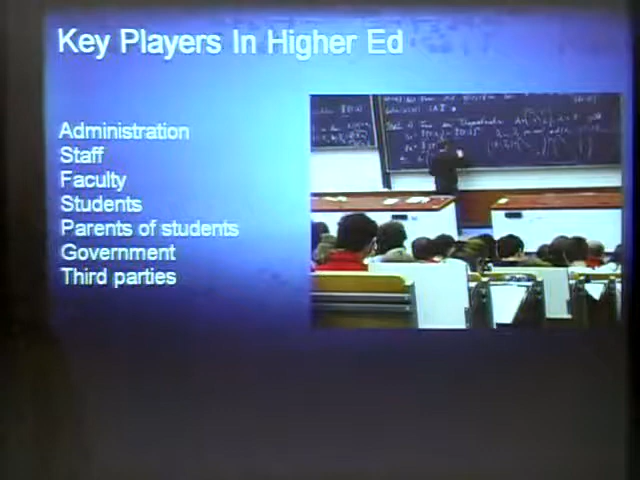 Key Players In Higher Ed
Administration
Staff
Faculty
Students
Parents of students
Government
Third parties